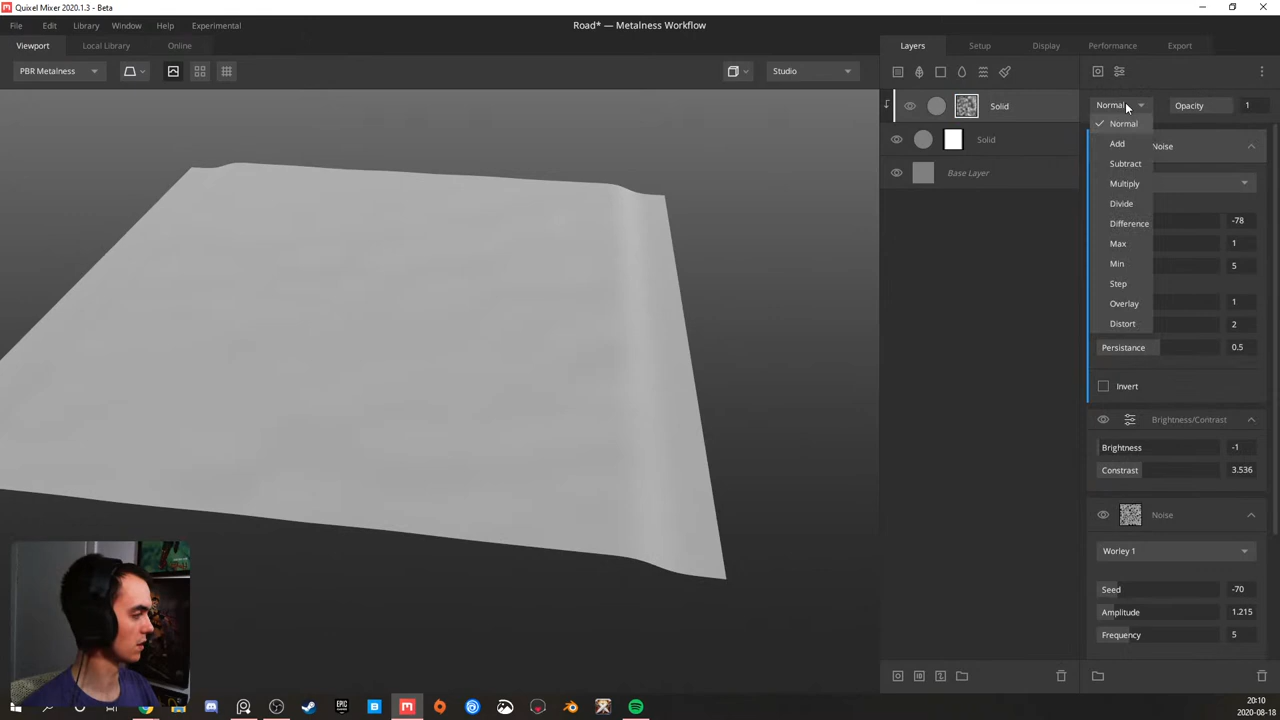 Quixel Mixer 2020.1.3 - Beta
File Edit Library Window Help Experimental
Road* — Metalness Workflow
Viewport Local Library Online
Layers Setup Display Performance Export
PBR Metalness
Studio
Solid
Normal
Opacity 1
Normal
Solid
Noise
Add
Subtract
Base Layer
Multiply
Divide
Difference -78
Max 1
Min 5
Step
Overlay 1
Distort 2
Persistance 0.5
Invert
Brightness/Contrast
Brightness -1
Constrast 3.536
Noise
Worley 1
Seed -70
Amplitude 1.215
Frequency 5
EPIC
20:10
2020-08-18